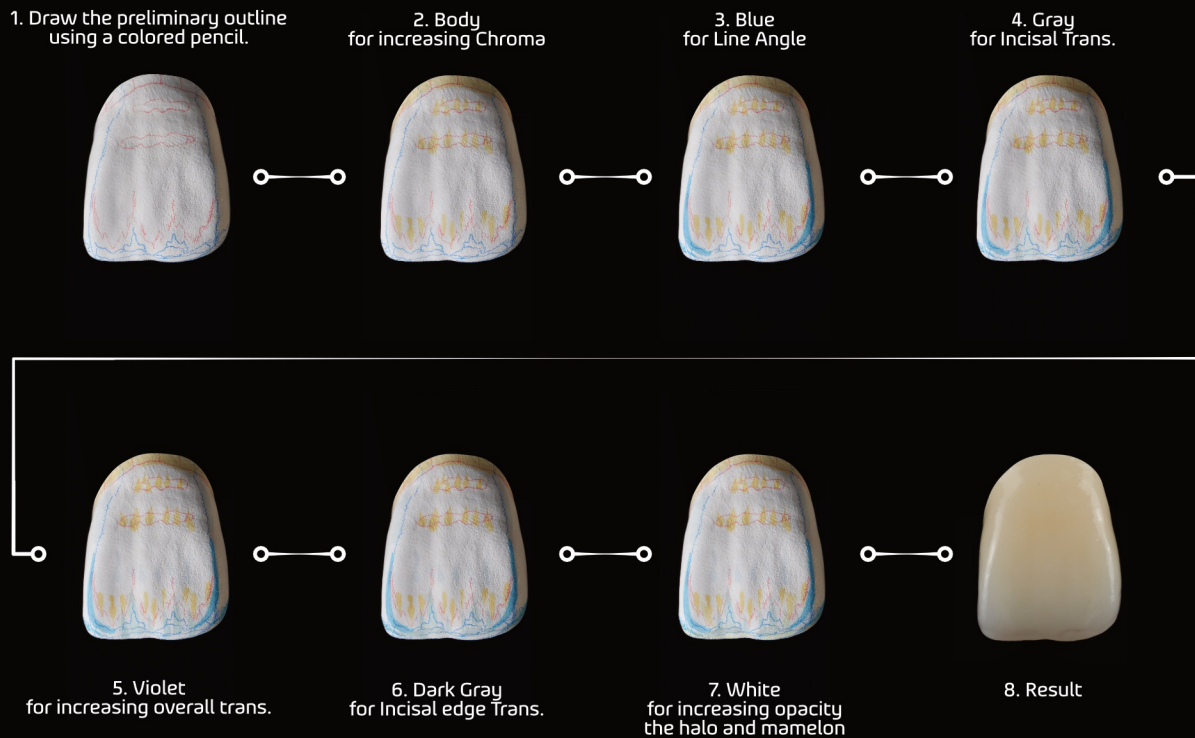 1. Draw the preliminary outline
using a colored pencil.
2. Body
for increasing Chroma
3. Blue
for Line Angle
4. Gray
for Incisal Trans.
5. Violet
for increasing overall trans.
6. Dark Gray
for Incisal edge Trans.
7. White
for increasing opacity
the halo and mamelon
8. Result